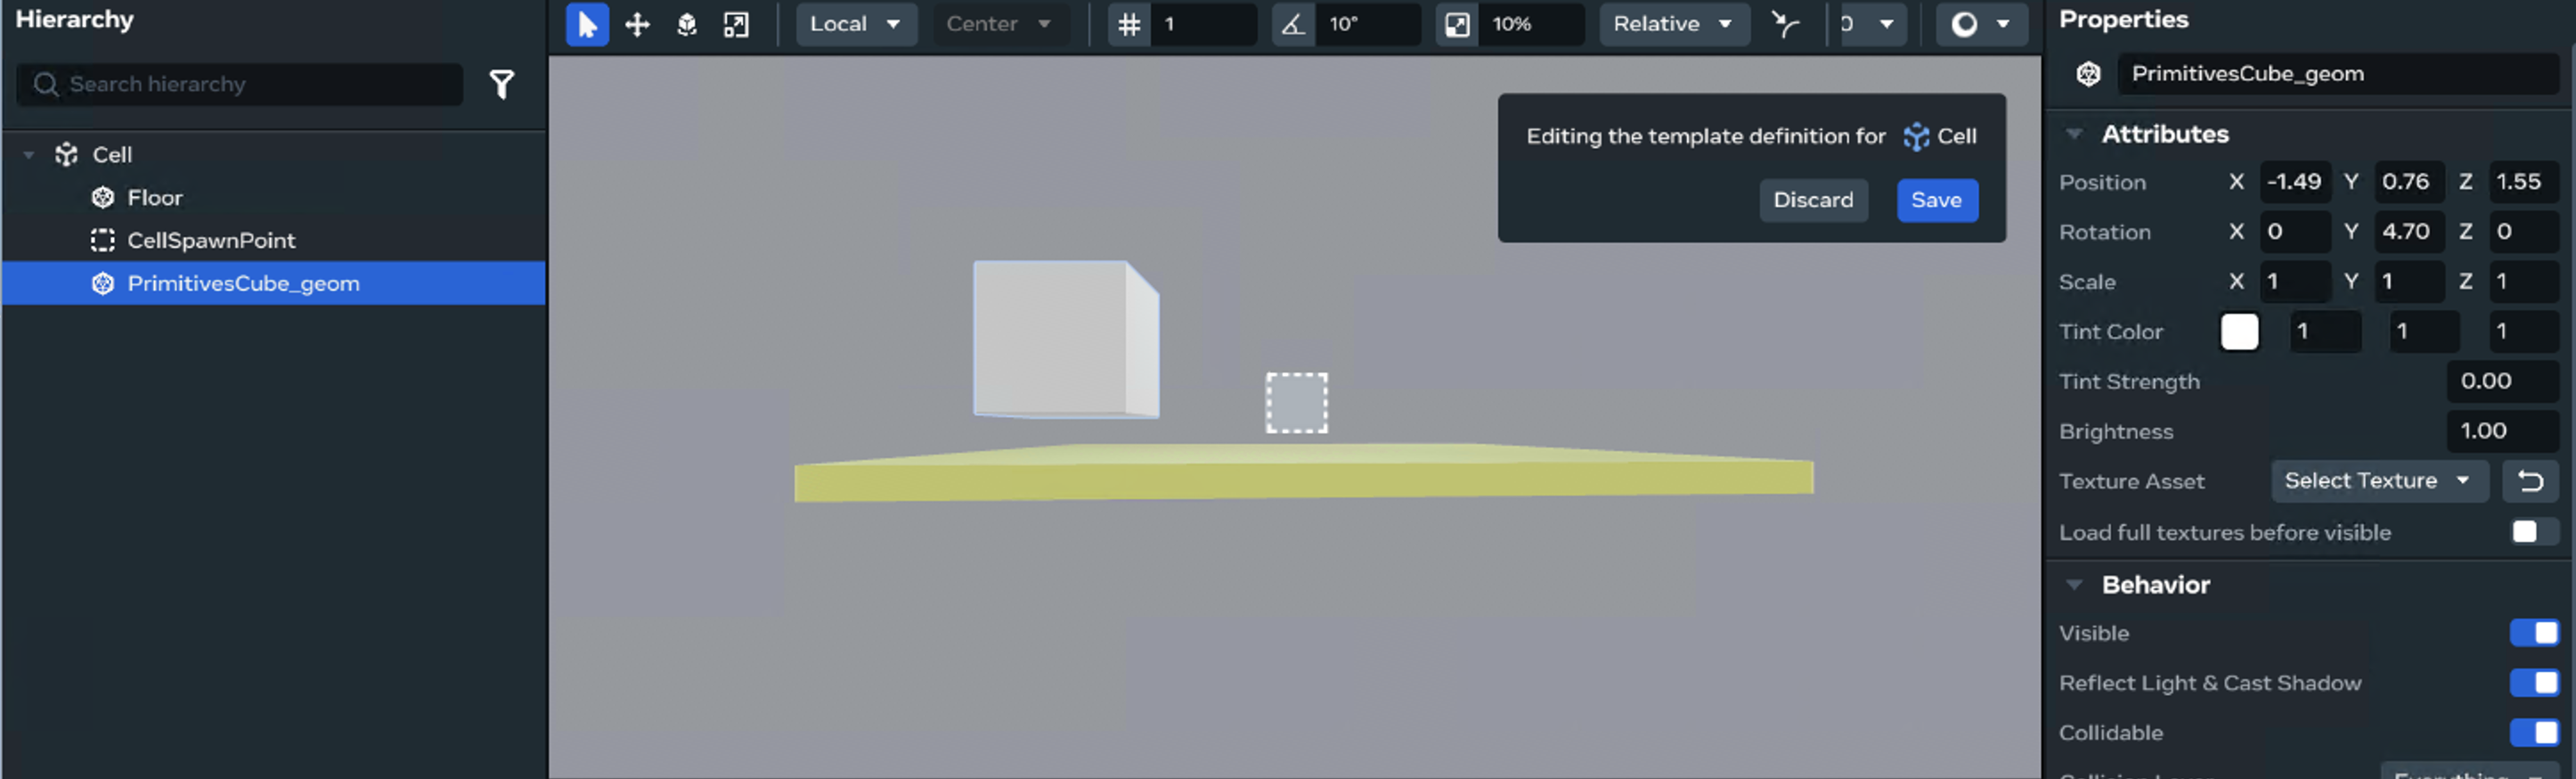 Hierarchy
Search hierarchy
Cell
Floor
CellSpawnPoint
PrimitivesCube_geom
Local Center 1 10° 10% Relative
Editing the template definition for Cell
Discard Save
Properties
PrimitivesCube_geom
Attributes
Position X -1.49 Y 0.76 Z 1.55
Rotation X 0 Y 4.70 Z 0
Scale X 1 Y 1 Z 1
Tint Color 1 1 1
Tint Strength 0.00
Brightness 1.00
Texture Asset Select Texture
Load full textures before visible
Behavior
Visible
Reflect Light & Cast Shadow
Collidable